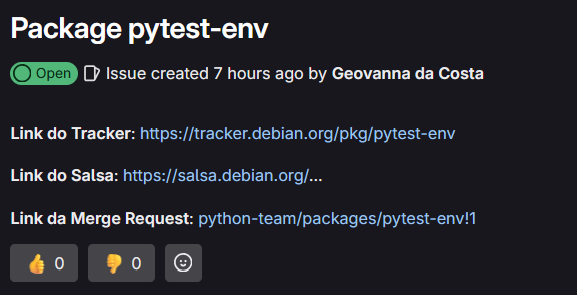 Package pytest-env
Open Issue created 7 hours ago by Geovanna da Costa
Link do Tracker: https://tracker.debian.org/pkg/pytest-env
Link do Salsa: https://salsa.debian.org/...
Link da Merge Request: python-team/packages/pytest-env!1
👍 0 👎 0